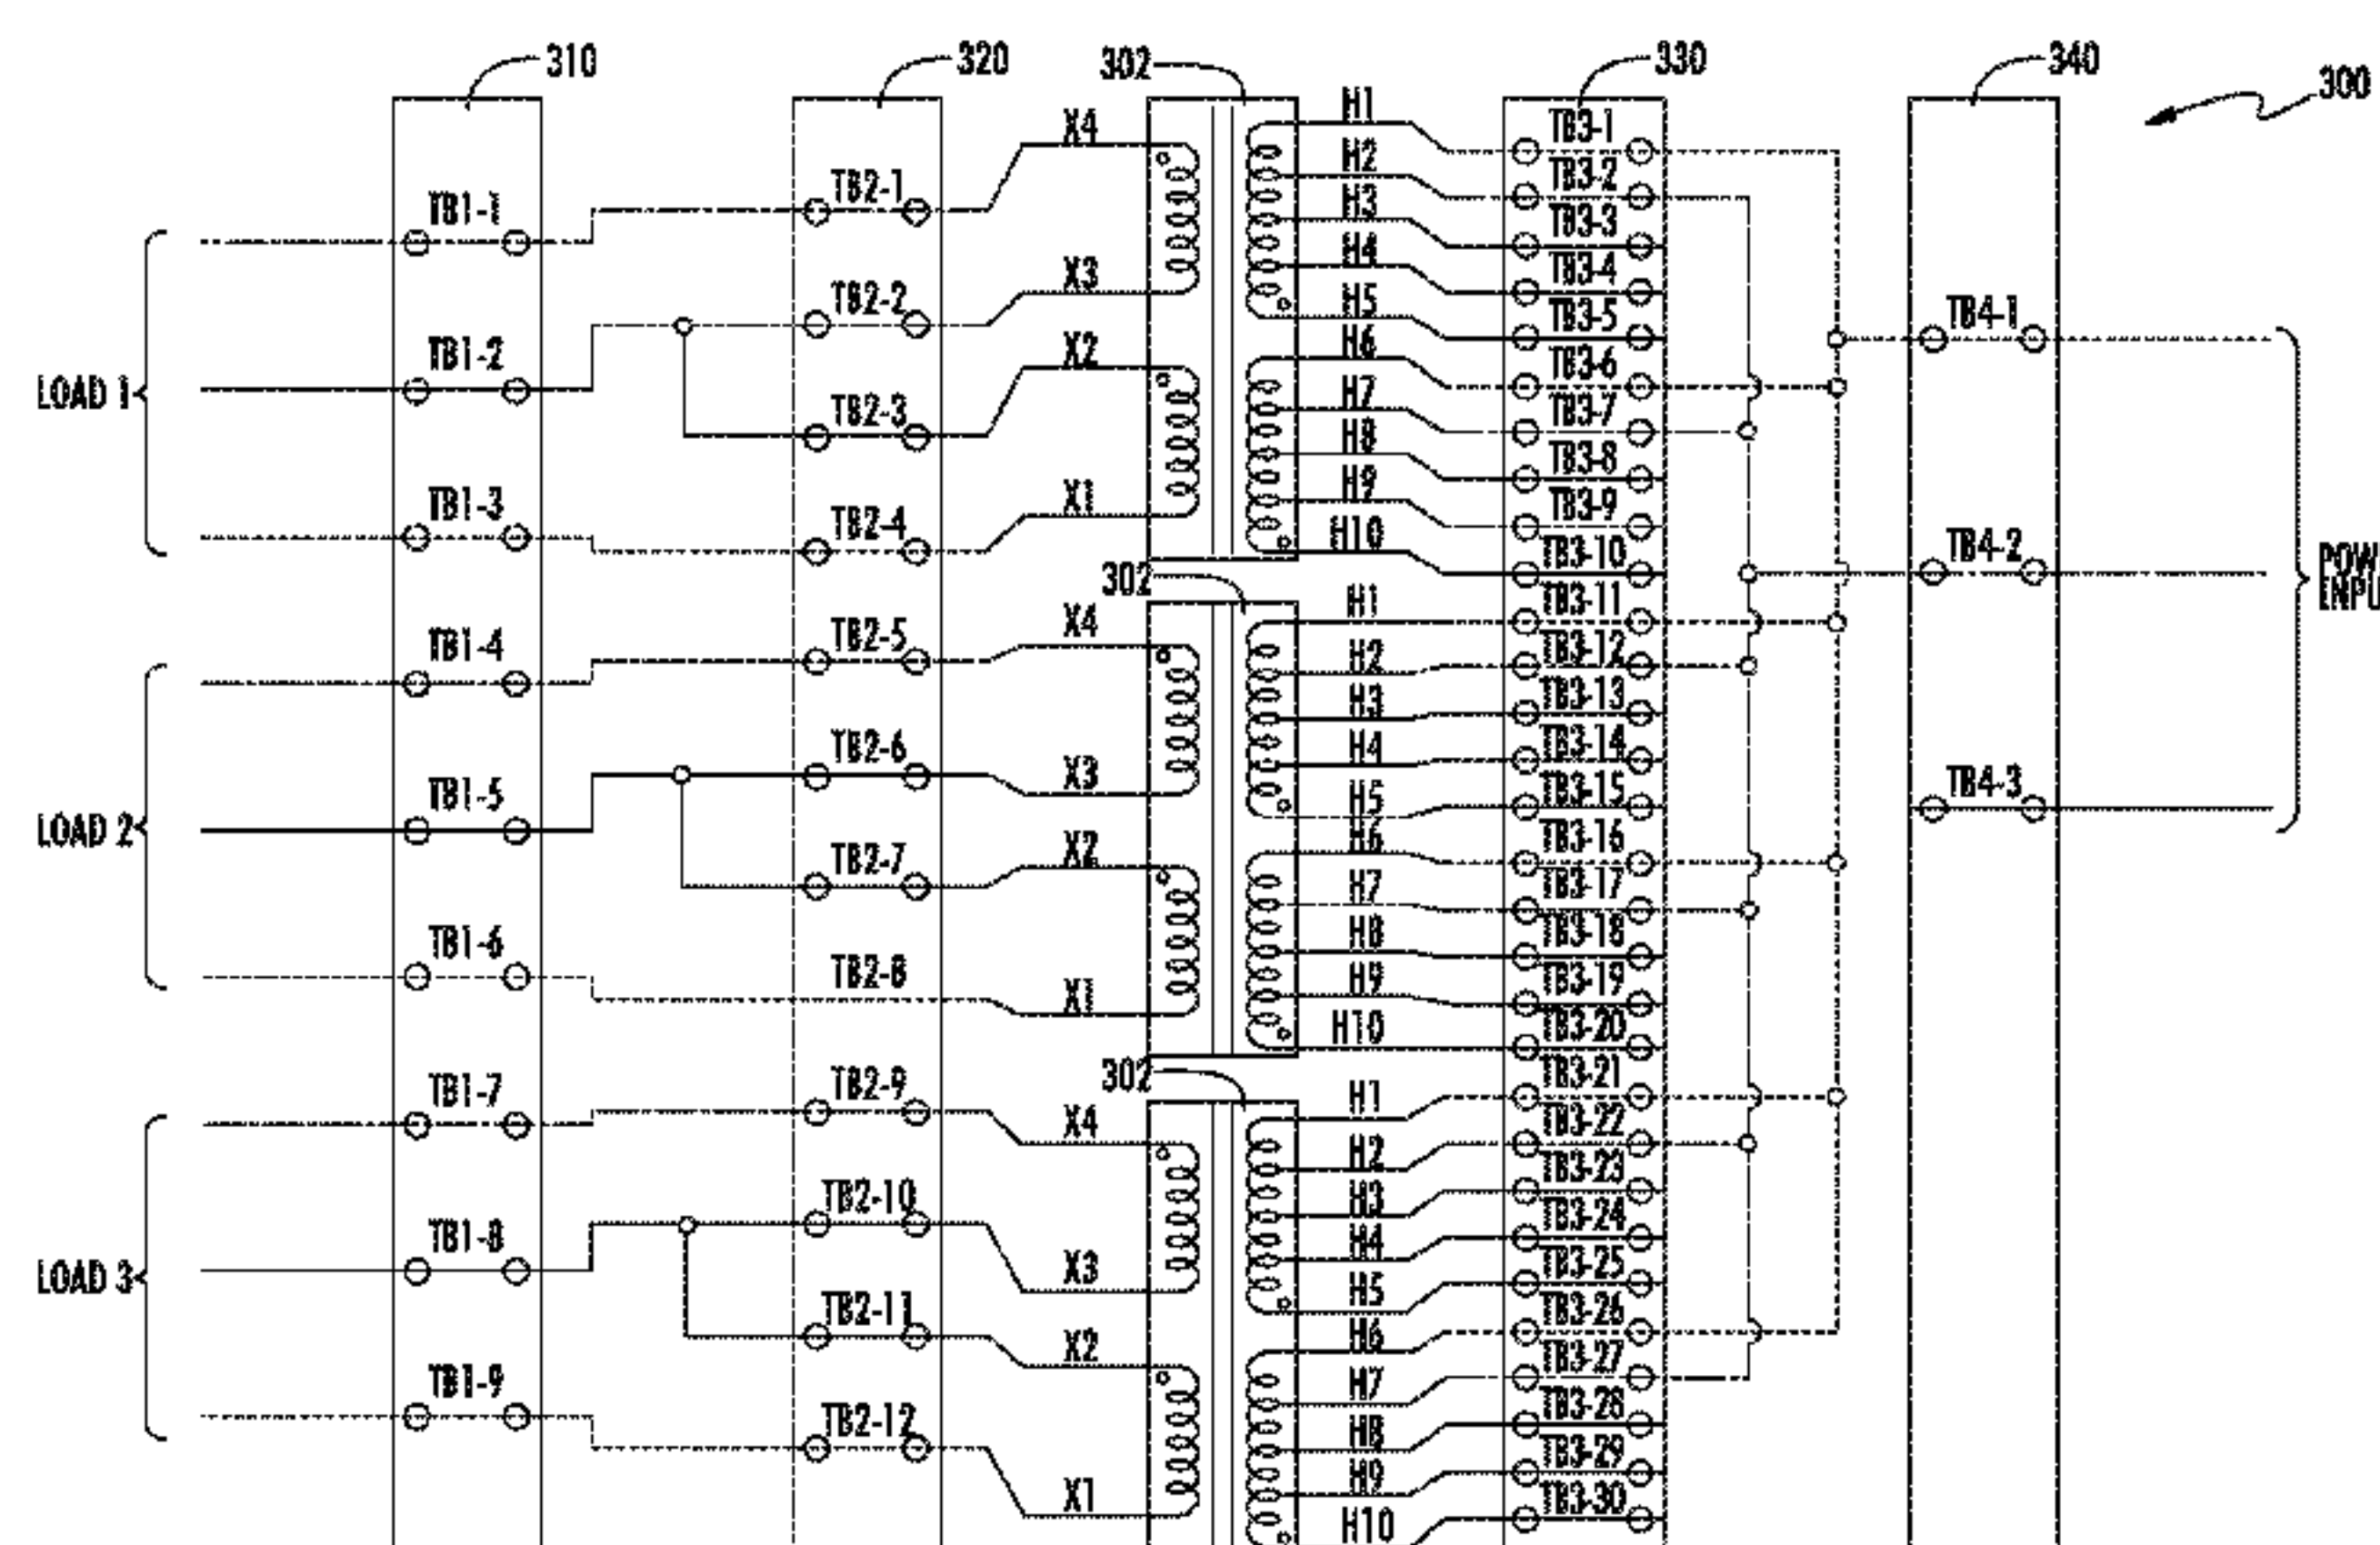 310
320
302
330
340
300
TB1-1
TB1-2
TB1-3
TB1-4
TB1-5
TB1-6
TB1-7
TB1-8
TB1-9
LOAD 1
LOAD 2
LOAD 3
TB2-1
TB2-2
TB2-3
TB2-4
TB2-5
TB2-6
TB2-7
TB2-8
TB2-9
TB2-10
TB2-11
TB2-12
X4
X3
X2
X1
X4
X3
X2
X1
X4
X3
X2
X1
302
302
H1
H2
H3
H4
H5
H6
H7
H8
H9
H10
H1
H2
H3
H4
H5
H6
H7
H8
H9
H10
H1
H2
H3
H4
H5
H6
H7
H8
H9
H10
TB3-1
TB3-2
TB3-3
TB3-4
TB3-5
TB3-6
TB3-7
TB3-8
TB3-9
TB3-10
TB3-11
TB3-12
TB3-13
TB3-14
TB3-15
TB3-16
TB3-17
TB3-18
TB3-19
TB3-20
TB3-21
TB3-22
TB3-23
TB3-24
TB3-25
TB3-26
TB3-27
TB3-28
TB3-29
TB3-30
TB4-1
TB4-2
TB4-3